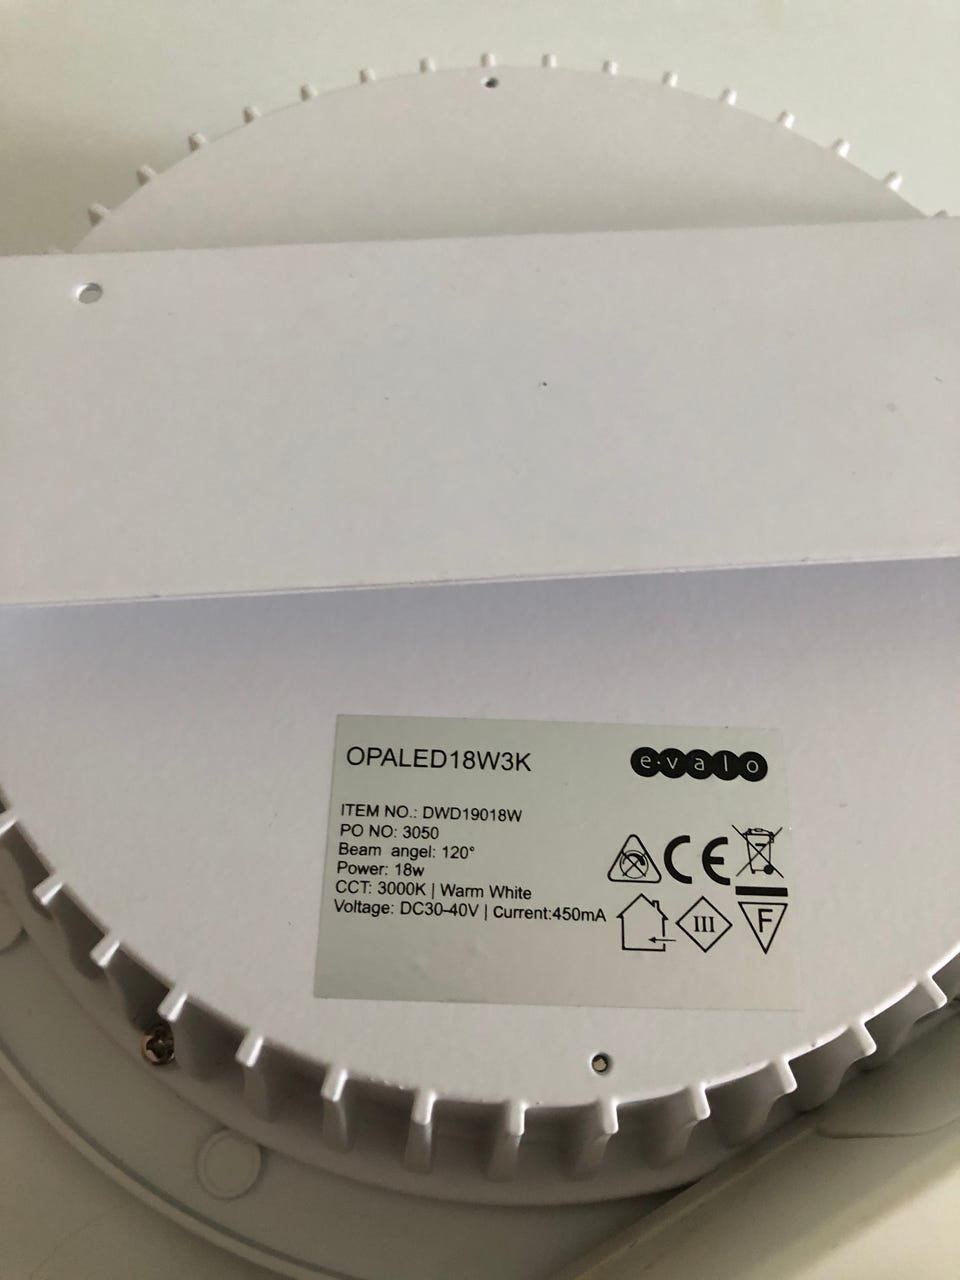 OPALED18W3K
e·valo
ITEM NO.: DWD19018W
PO NO: 3050
Beam angel: 120°
Power: 18w
CCT: 3000K | Warm White
Voltage: DC30-40V | Current:450mA
CE
III
F